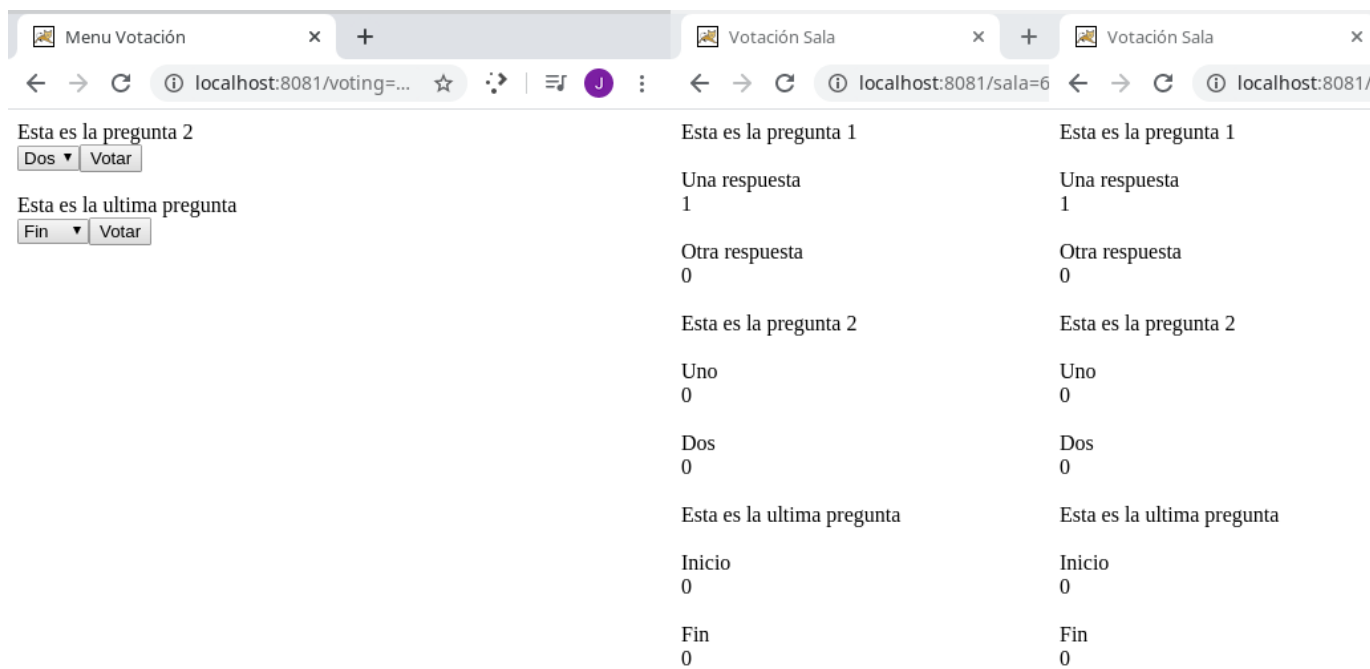 Menu Votación
localhost:8081/voting=...
J
Esta es la pregunta 2
Dos Votar
Esta es la ultima pregunta
Fin Votar
Votación Sala
localhost:8081/sala=6
Esta es la pregunta 1
Una respuesta
1
Otra respuesta
0
Esta es la pregunta 2
Uno
0
Dos
0
Esta es la ultima pregunta
Inicio
0
Fin
0
Votación Sala
localhost:8081/
Esta es la pregunta 1
Una respuesta
1
Otra respuesta
0
Esta es la pregunta 2
Uno
0
Dos
0
Esta es la ultima pregunta
Inicio
0
Fin
0